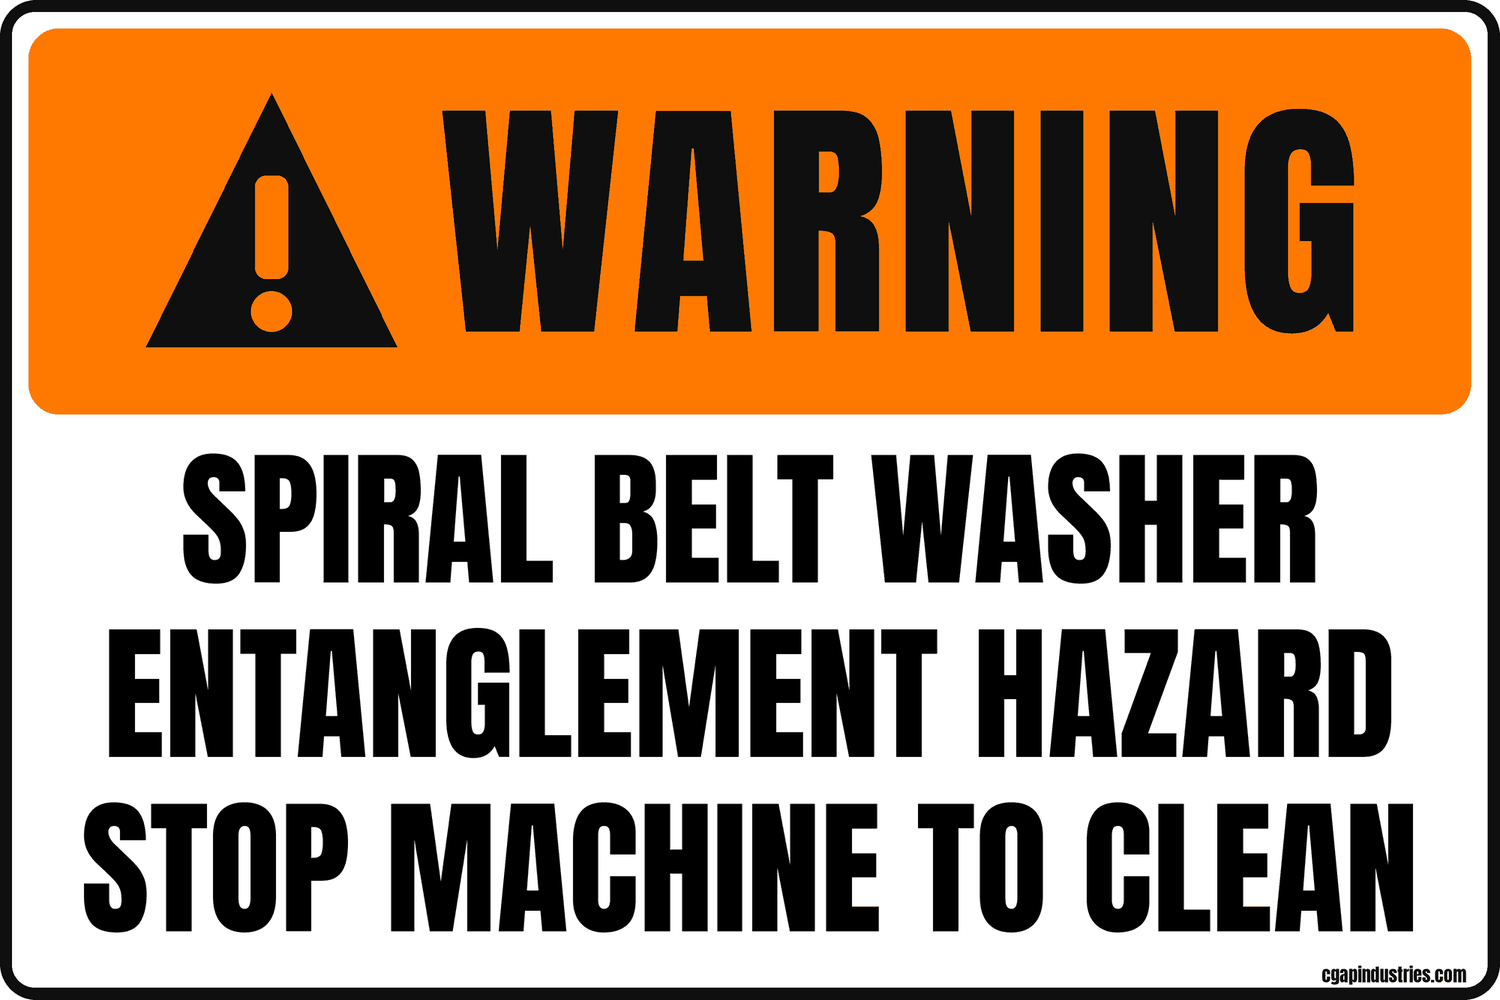 WARNING
SPIRAL BELT WASHER
ENTANGLEMENT HAZARD
STOP MACHINE TO CLEAN
cgapindustries.com